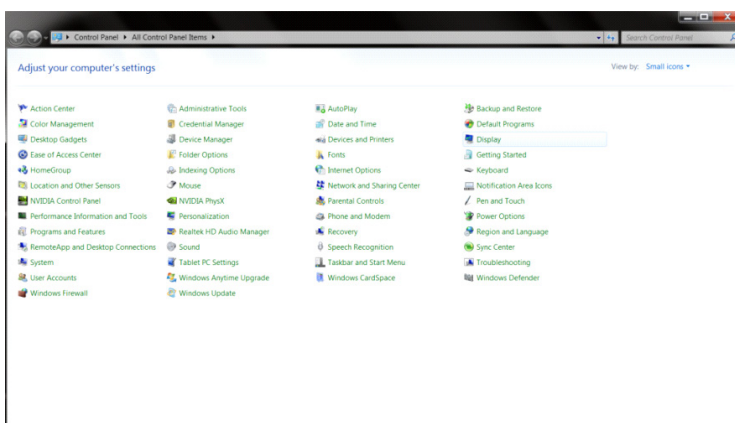 Control Panel ▸ All Control Panel Items ▸
Search Control Panel
Adjust your computer's settings
View by: Small icons
Action Center Administrative Tools AutoPlay Backup and Restore
Color Management Credential Manager Date and Time Default Programs
Desktop Gadgets Device Manager Devices and Printers Display
Ease of Access Center Folder Options Fonts Getting Started
HomeGroup Indexing Options Internet Options Keyboard
Location and Other Sensors Mouse Network and Sharing Center Notification Area Icons
NVIDIA Control Panel NVIDIA PhysX Parental Controls Pen and Touch
Performance Information and Tools Personalization Phone and Modem Power Options
Programs and Features Realtek HD Audio Manager Recovery Region and Language
RemoteApp and Desktop Connections Sound Speech Recognition Sync Center
System Tablet PC Settings Taskbar and Start Menu Troubleshooting
User Accounts Windows Anytime Upgrade Windows CardSpace Windows Defender
Windows Firewall Windows Update